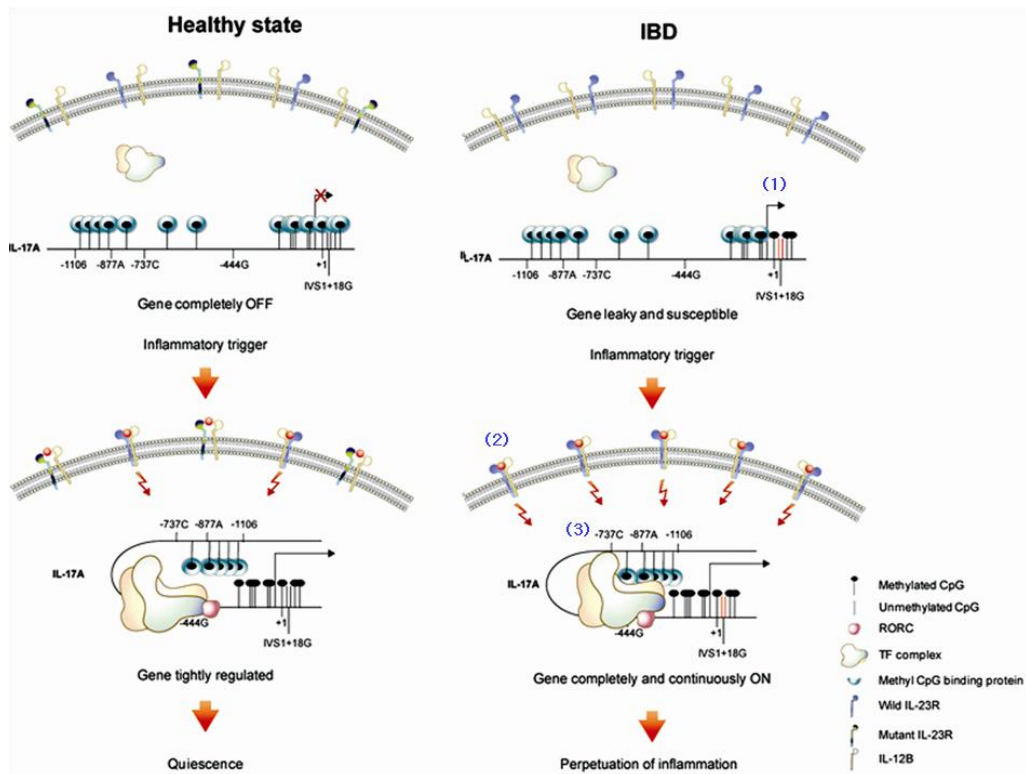 Healthy state
IBD
(1)
IL-17A
-1106
-877A
-737C
-444G
+1
IVS1+18G
Gene completely OFF
Inflammatory trigger
IL-17A
-1106
-877A
-737C
-444G
+1
IVS1+18G
Gene leaky and susceptible
Inflammatory trigger
-737C
-877A
-1106
IL-17A
-444G
+1
IVS1+18G
Gene tightly regulated
Quiescence
(2)
(3)
-737C
-877A
-1106
IL-17A
-444G
+1
IVS1+18G
Gene completely and continuously ON
Perpetuation of inflammation
Methylated CpG
Unmethylated CpG
RORC
TF complex
Methyl CpG binding protein
Wild IL-23R
Mutant IL-23R
IL-12B